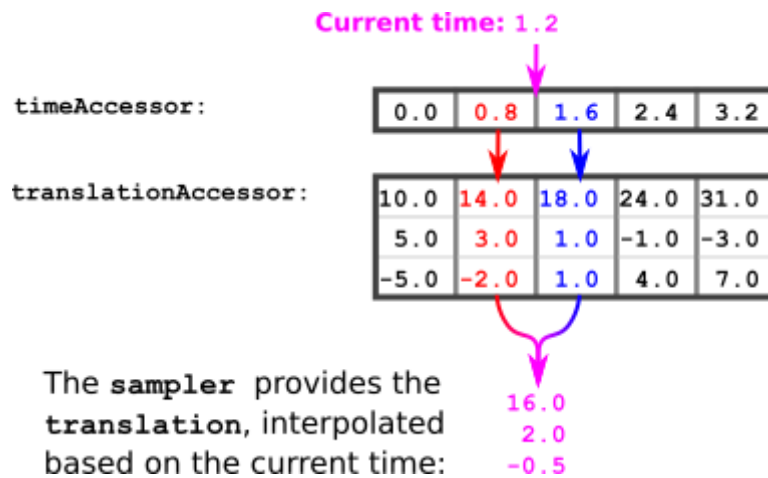 Current time: 1.2
timeAccessor: 0.0 0.8 1.6 2.4 3.2
translationAccessor: 10.0 14.0 18.0 24.0 31.0
5.0 3.0 1.0 -1.0 -3.0
-5.0 -2.0 1.0 4.0 7.0
The sampler provides the
translation, interpolated
based on the current time:
16.0
2.0
-0.5